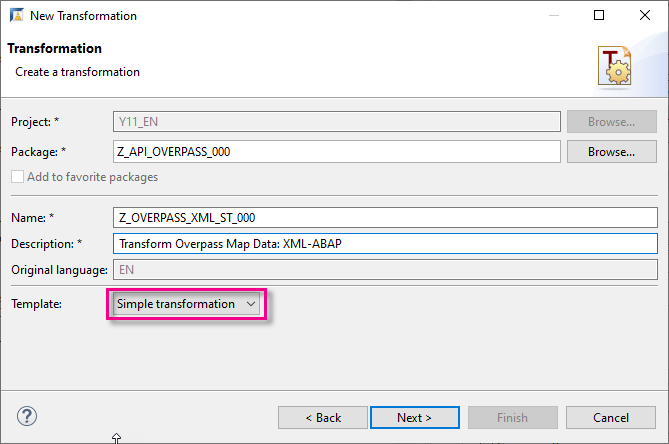 New Transformation
Transformation
Create a transformation
Project: * Y11_EN Browse...
Package: * Z_API_OVERPASS_000 Browse...
Add to favorite packages
Name: * Z_OVERPASS_XML_ST_000
Description: * Transform Overpass Map Data: XML-ABAP
Original language: EN
Template: Simple transformation
? < Back Next > Finish Cancel